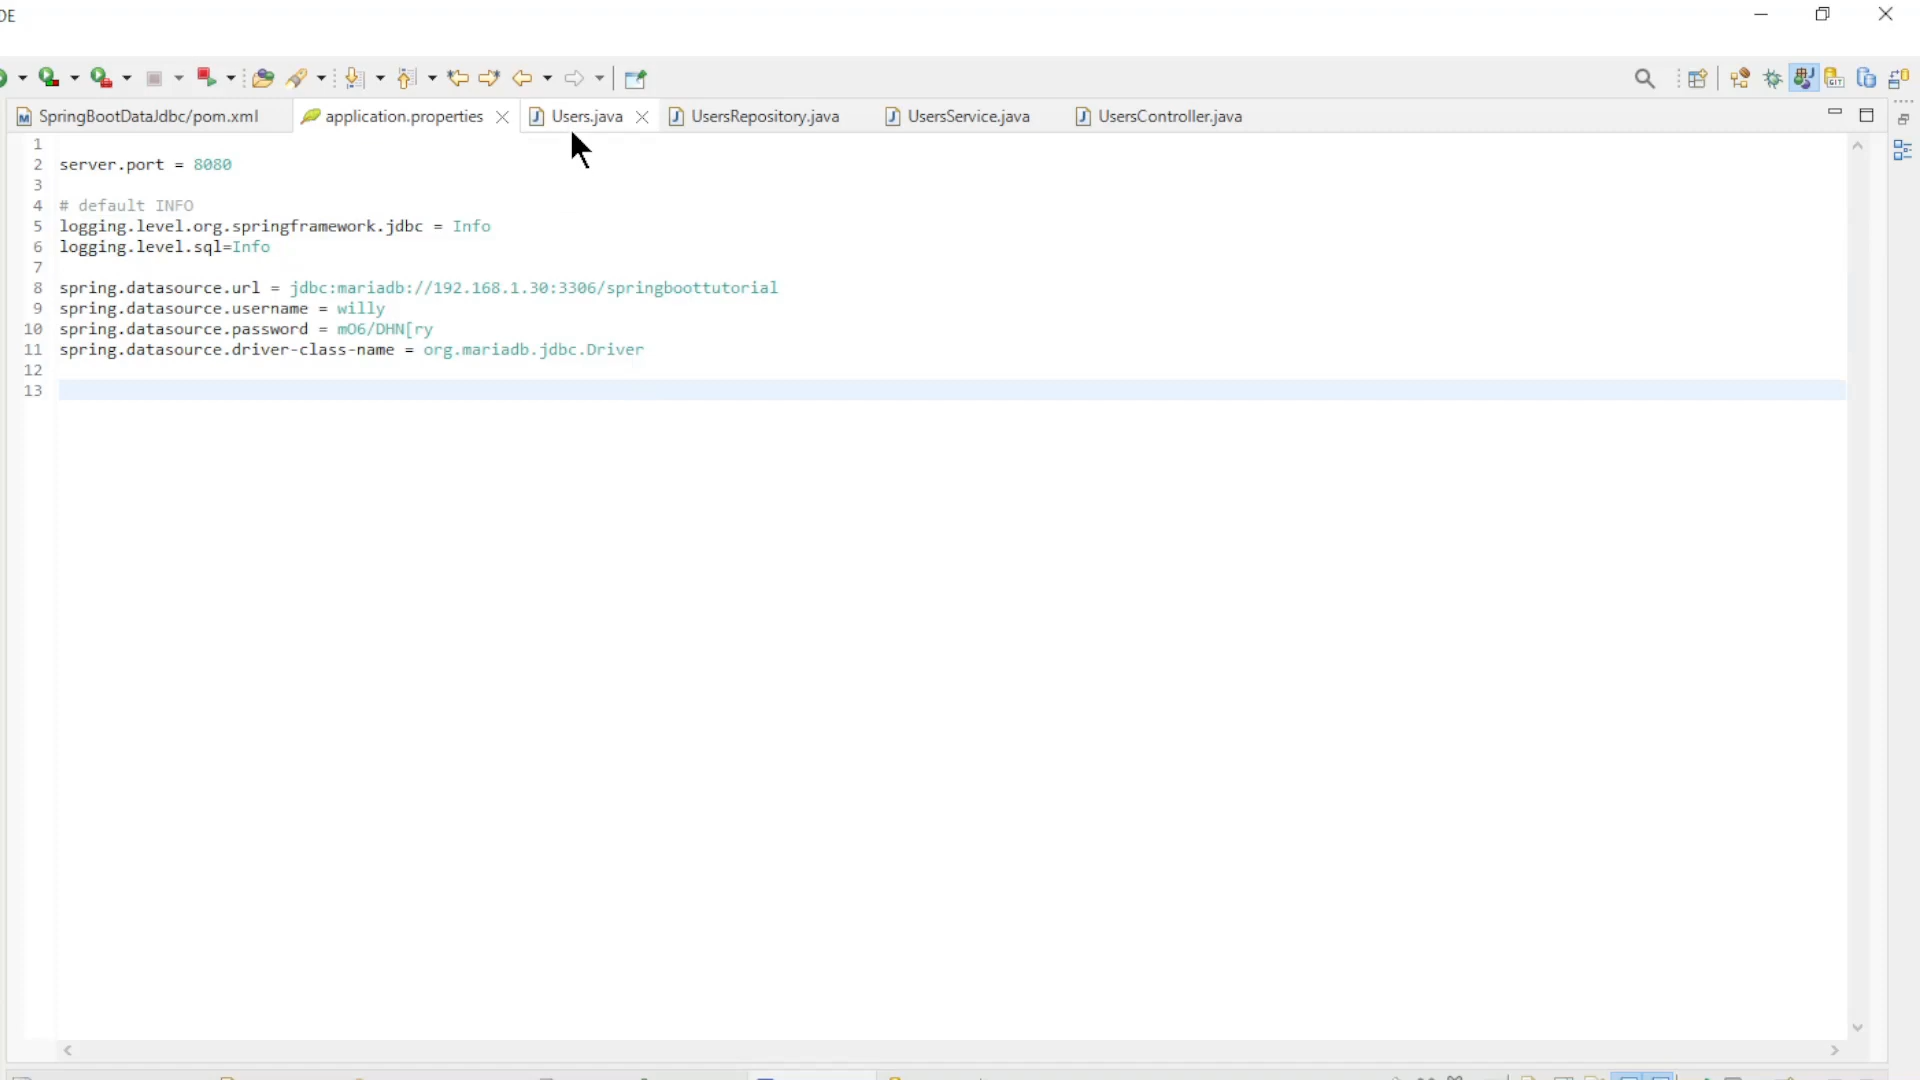 DE
SpringBootDataJdbc/pom.xml
application.properties
Users.java
UsersRepository.java
UsersService.java
UsersController.java
1
2 server.port = 8080
3
4 # default INFO
5 logging.level.org.springframework.jdbc = Info
6 logging.level.sql=Info
7
8 spring.datasource.url = jdbc:mariadb://192.168.1.30:3306/springboottutorial
9 spring.datasource.username = willy
10 spring.datasource.password = mO6/DHN[ry
11 spring.datasource.driver-class-name = org.mariadb.jdbc.Driver
12
13